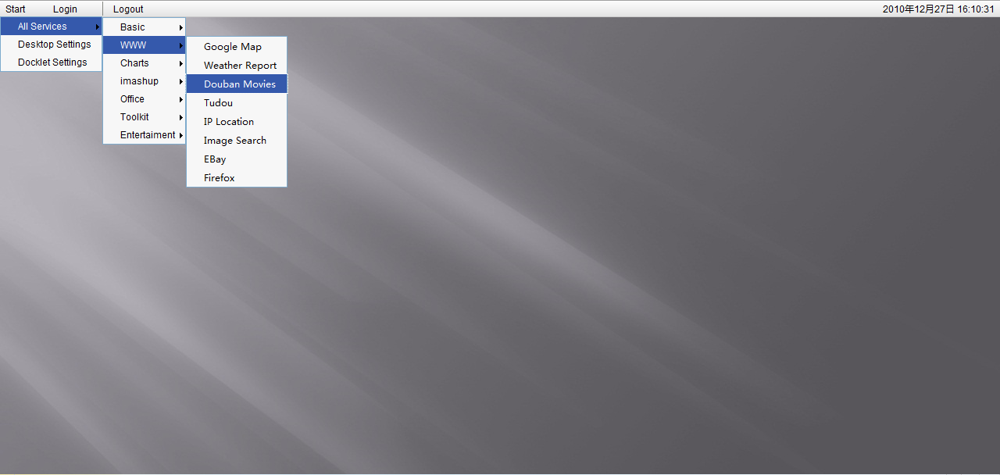 Start Login Logout 2010年12月27日 16:10:31
All Services
Desktop Settings
Docklet Settings
Basic
WWW
Charts
imashup
Office
Toolkit
Entertaiment
Google Map
Weather Report
Douban Movies
Tudou
IP Location
Image Search
EBay
Firefox